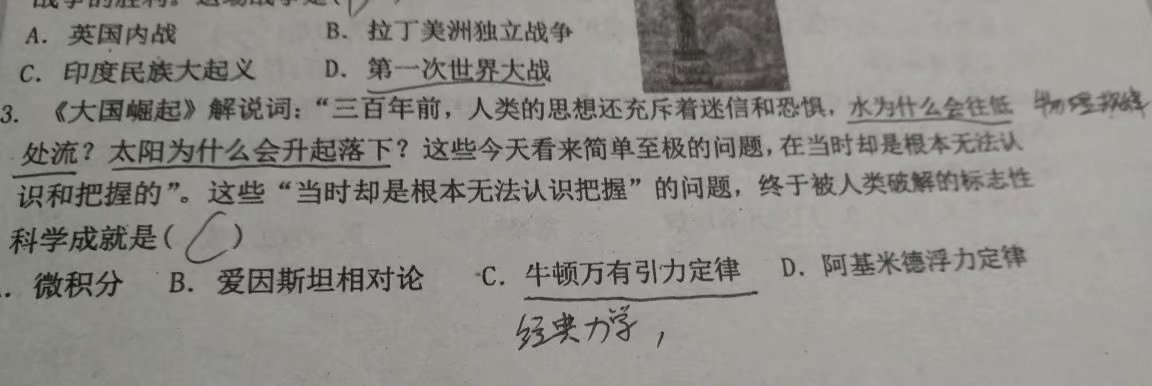 战争的胜利。这场战争是(
A. 英国内战 B. 拉丁美洲独立战争
C. 印度民族大起义 D. 第一次世界大战
3. 《大国崛起》解说词：“三百年前，人类的思想还充斥着迷信和恐惧，水为什么会往低 物理
处流？太阳为什么会升起落下？这些今天看来简单至极的问题，在当时却是根本无法认
识和把握的”。这些“当时却是根本无法认识把握”的问题，终于被人类破解的标志性
科学成就是( C )
. 微积分 B. 爱因斯坦相对论 C. 牛顿万有引力定律 D. 阿基米德浮力定律
经典力学，